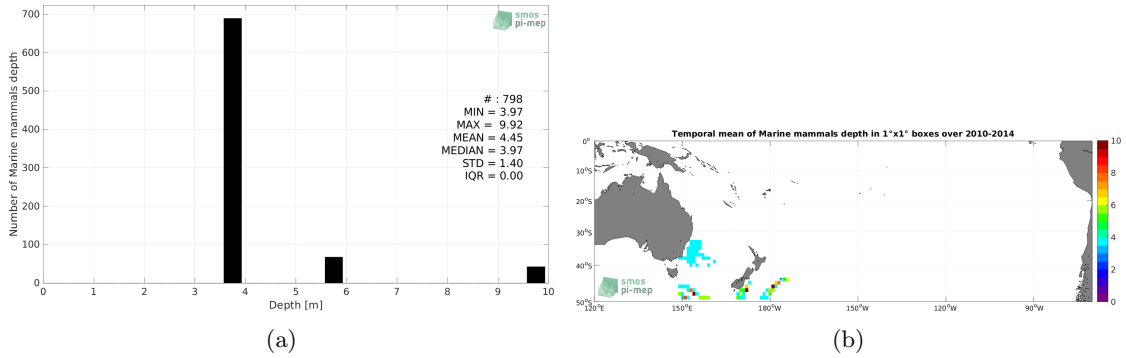 700
600
500
400
300
200
100
0
Number of Marine mammals depth
smos
pi-mep
# : 798
MIN = 3.97
MAX = 9.92
MEAN = 4.45
MEDIAN = 3.97
STD = 1.40
IQR = 0.00
0 1 2 3 4 5 6 7 8 9 10
Depth [m]
(a)
Temporal mean of Marine mammals depth in 1°x1° boxes over 2010-2014
0°
10°S
20°S
30°S
40°S
50°S
smos
pi-mep
120°E 150°E 180°W 150°W 120°W 90°W
10
8
6
4
2
0
(b)